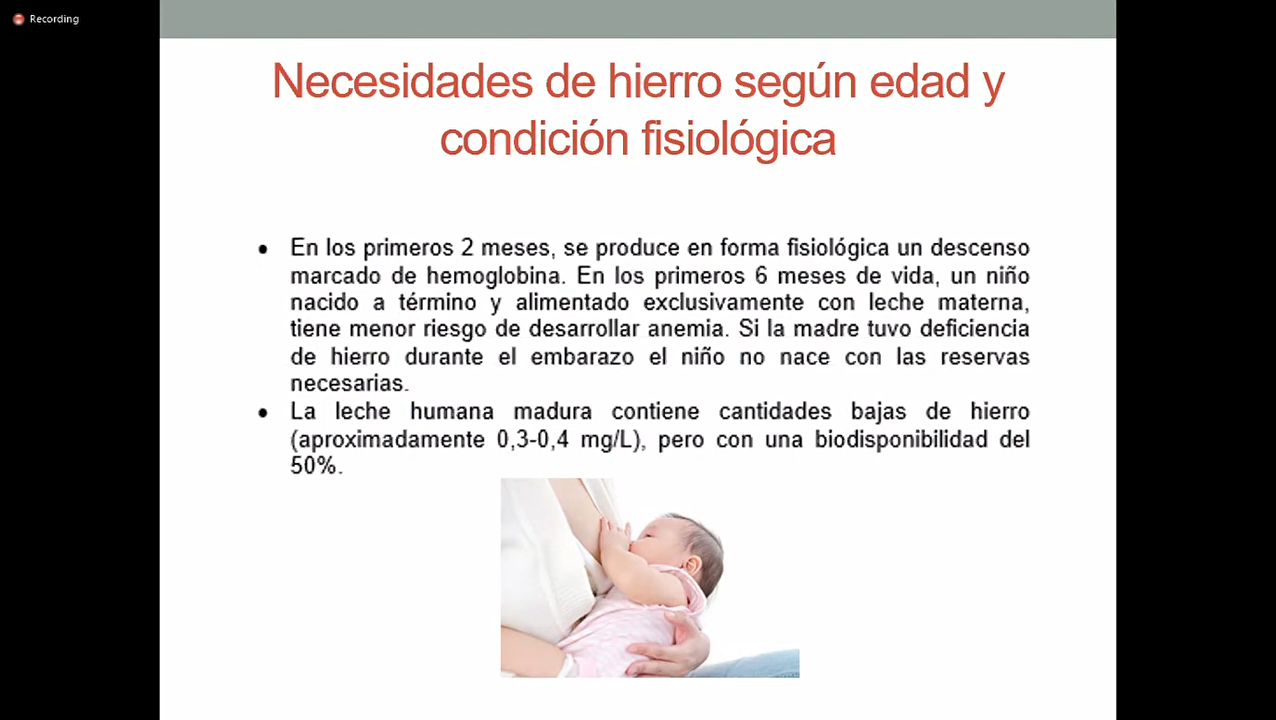 Recording
Necesidades de hierro según edad y
condición fisiológica
• En los primeros 2 meses, se produce en forma fisiológica un descenso
marcado de hemoglobina. En los primeros 6 meses de vida, un niño
nacido a término y alimentado exclusivamente con leche materna,
tiene menor riesgo de desarrollar anemia. Si la madre tuvo deficiencia
de hierro durante el embarazo el niño no nace con las reservas
necesarias.
• La leche humana madura contiene cantidades bajas de hierro
(aproximadamente 0,3-0,4 mg/L), pero con una biodisponibilidad del
50%.